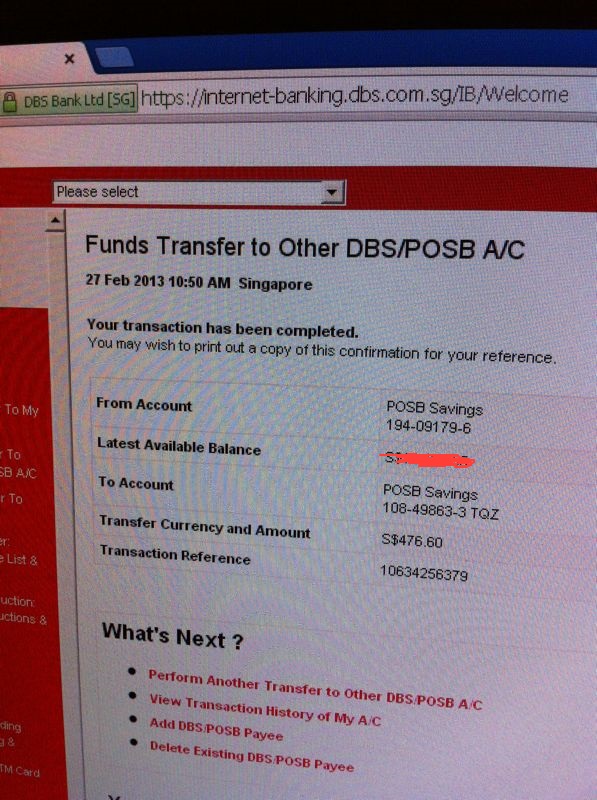 DBS Bank Ltd [SG] https://internet-banking.dbs.com.sg/IB/Welcome
Please select
Funds Transfer to Other DBS/POSB A/C
27 Feb 2013 10:50 AM Singapore
Your transaction has been completed.
You may wish to print out a copy of this confirmation for your reference.
From Account
POSB Savings
194-09179-6
Latest Available Balance
S$
To Account
POSB Savings
108-49863-3 TQZ
Transfer Currency and Amount
S$476.60
Transaction Reference
10634256379
What's Next ?
Perform Another Transfer to Other DBS/POSB A/C
View Transaction History of My A/C
Add DBS/POSB Payee
Delete Existing DBS/POSB Payee
To My
To
SB A/C
r To
er:
e List &
uction:
uctions &
ding
g &
TM Card